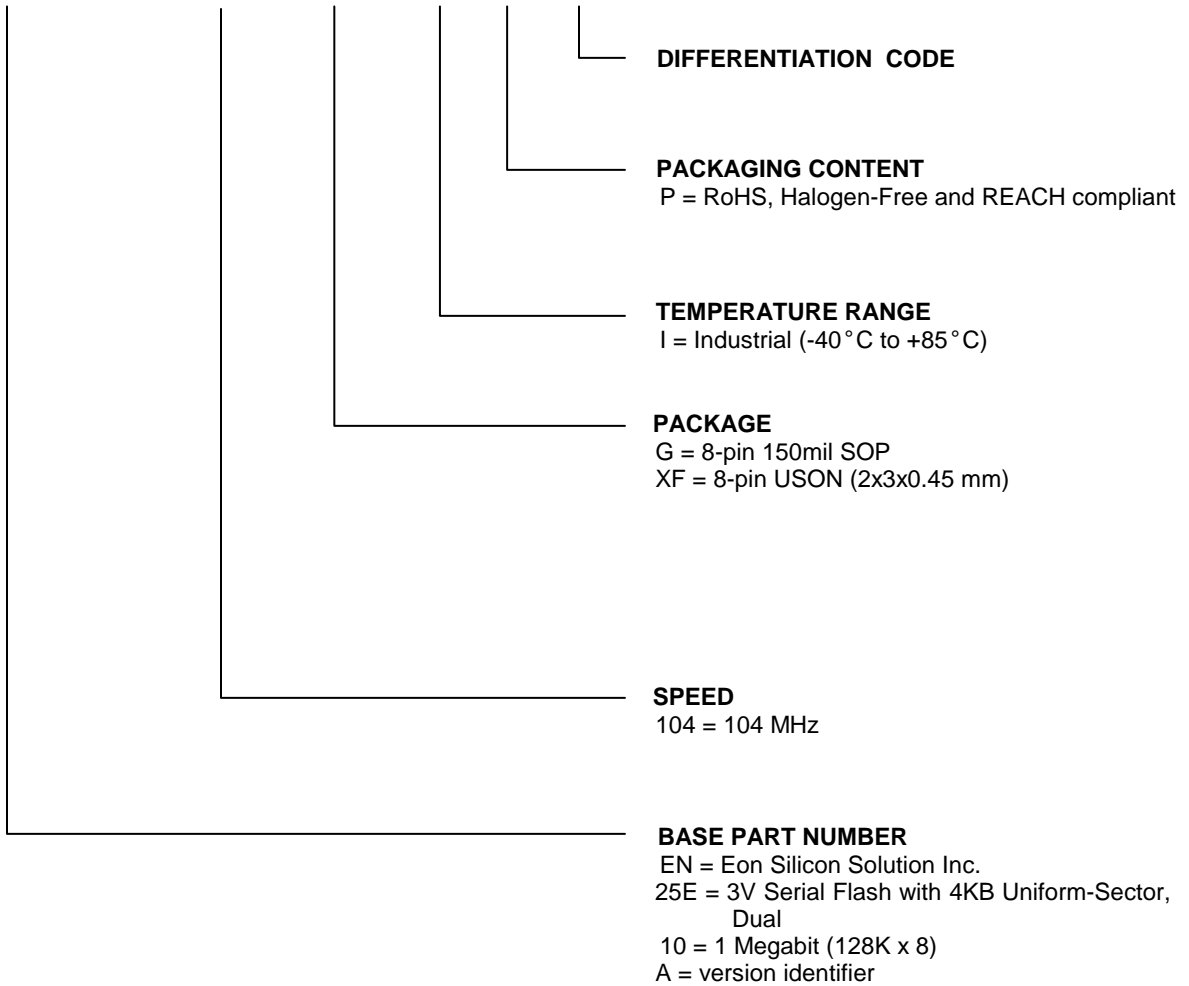 DIFFERENTIATION CODE
PACKAGING CONTENT
P = RoHS, Halogen-Free and REACH compliant
TEMPERATURE RANGE
I = Industrial (-40°C to +85°C)
PACKAGE
G = 8-pin 150mil SOP
XF = 8-pin USON (2x3x0.45 mm)
SPEED
104 = 104 MHz
BASE PART NUMBER
EN = Eon Silicon Solution Inc.
25E = 3V Serial Flash with 4KB Uniform-Sector,
Dual
10 = 1 Megabit (128K x 8)
A = version identifier